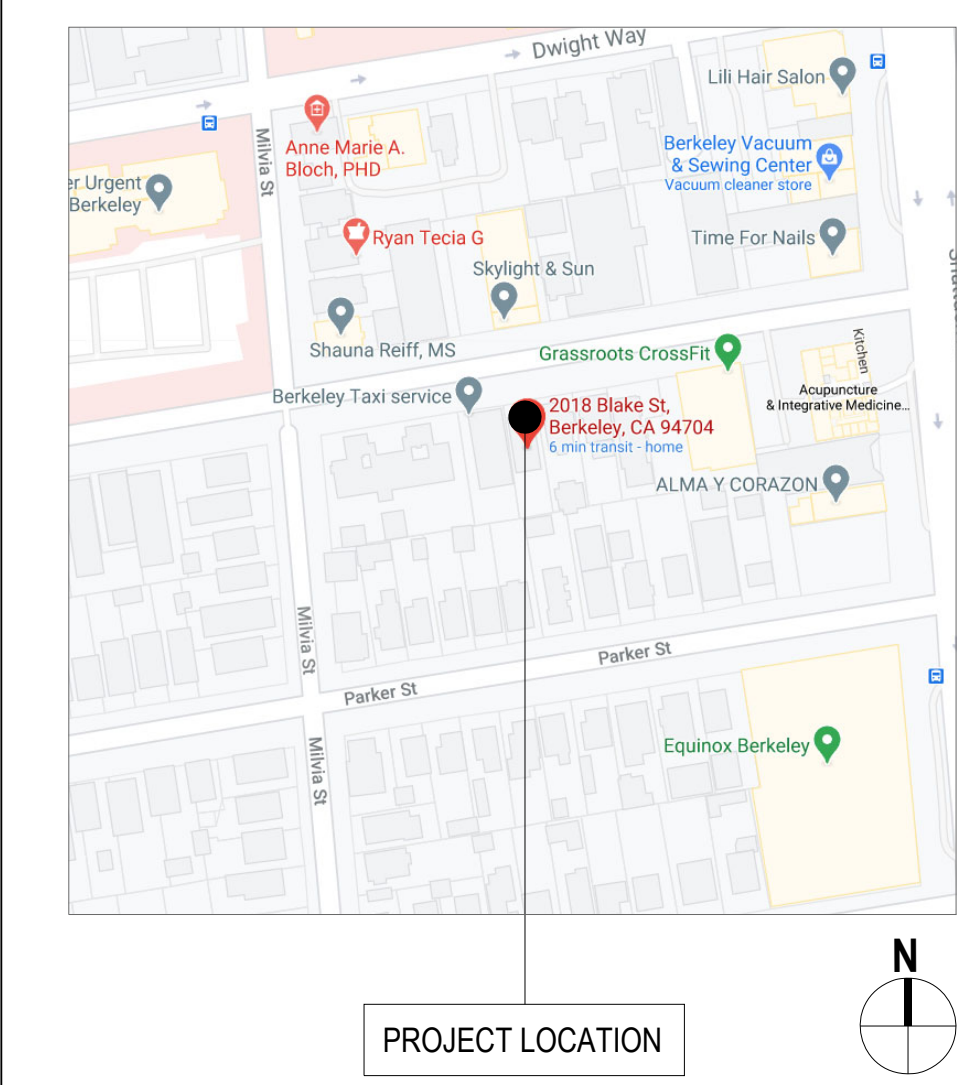 Dwight Way
Lili Hair Salon
Milvia St
Anne Marie A.
Bloch, PHD
Berkeley Vacuum
& Sewing Center
Vacuum cleaner store
er Urgent
Berkeley
Ryan Tecia G
Time For Nails
Skylight & Sun
Shauna Reiff, MS
Grassroots CrossFit
Kitchen
Berkeley Taxi service
Acupuncture
& Integrative Medicine...
2018 Blake St,
Berkeley, CA 94704
6 min transit - home
ALMA Y CORAZON
Milvia St
Parker St
Parker St
Milvia St
Equinox Berkeley
N
PROJECT LOCATION